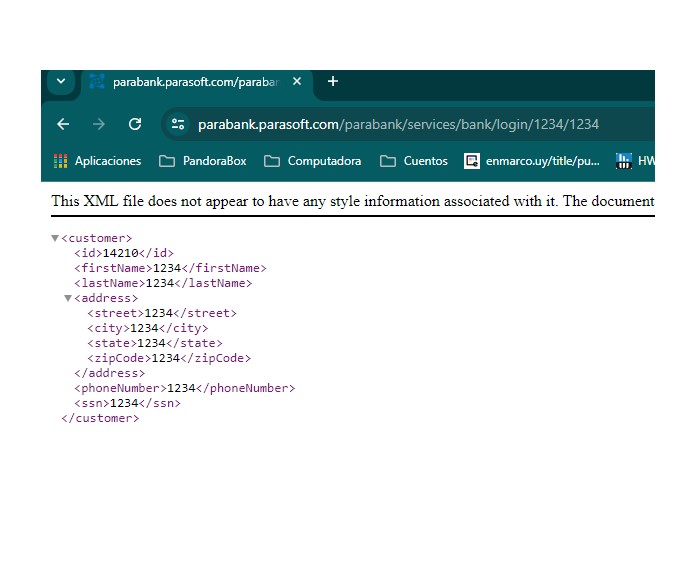 parabank.parasoft.com/paraban
parabank.parasoft.com/parabank/services/bank/login/1234/1234
Aplicaciones PandoraBox Computadora Cuentos enmarco.uy/title/pu... HW
This XML file does not appear to have any style information associated with it. The document
<customer>
<id>14210</id>
<firstName>1234</firstName>
<lastName>1234</lastName>
<address>
<street>1234</street>
<city>1234</city>
<state>1234</state>
<zipCode>1234</zipCode>
</address>
<phoneNumber>1234</phoneNumber>
<ssn>1234</ssn>
</customer>